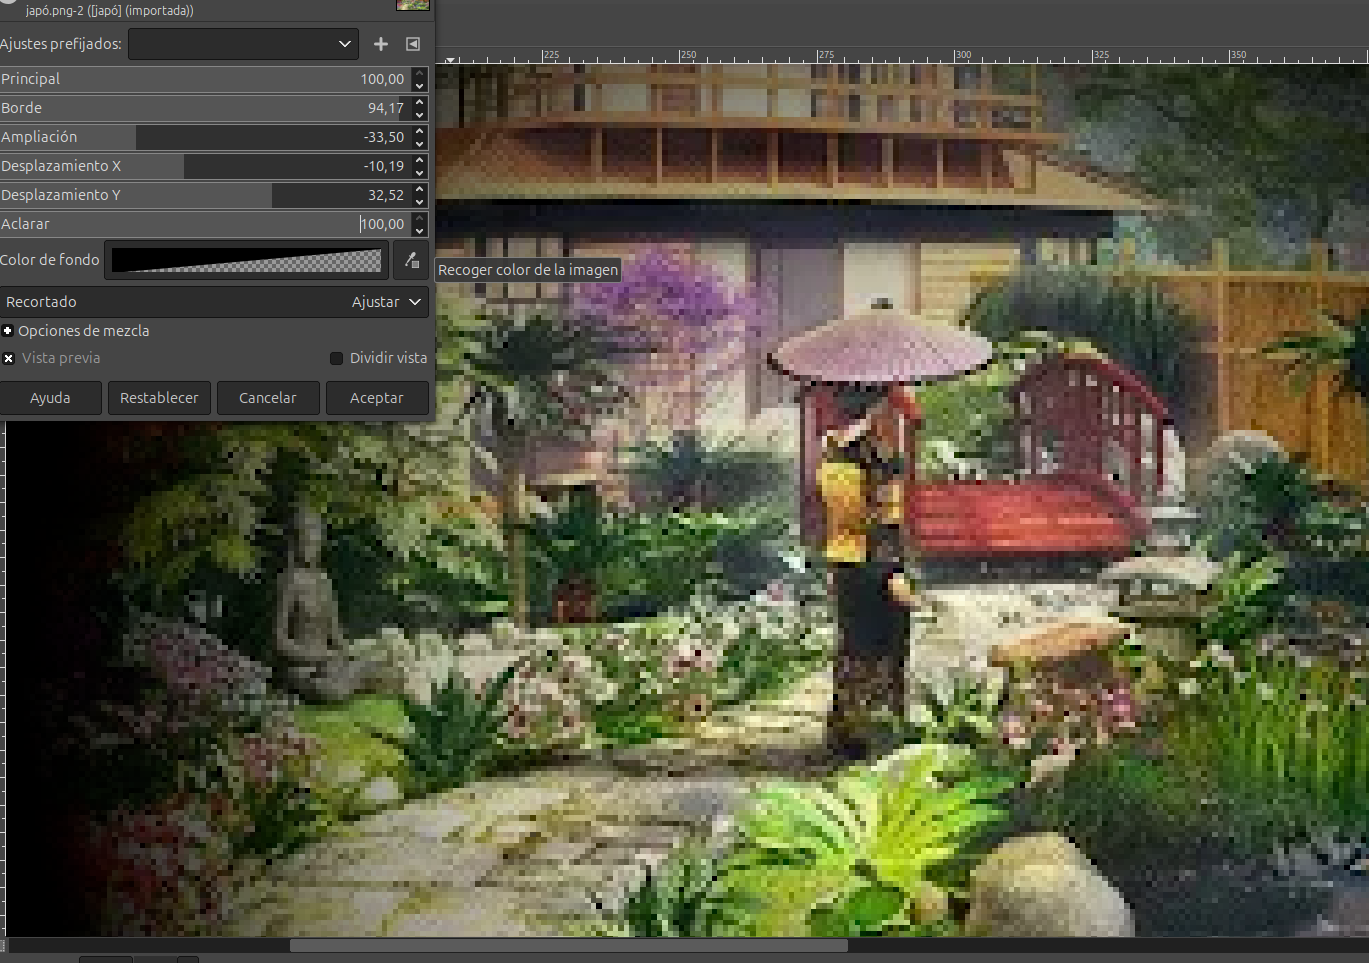 japó.png-2 ([japó] (importada))
Ajustes prefijados:
225 250 275 300 325 350
Principal 100,00
Borde 94,17
Ampliación -33,50
Desplazamiento X -10,19
Desplazamiento Y 32,52
Aclarar 100,00
Color de fondo
Recoger color de la imagen
Recortado Ajustar
Opciones de mezcla
Vista previa Dividir vista
Ayuda Restablecer Cancelar Aceptar